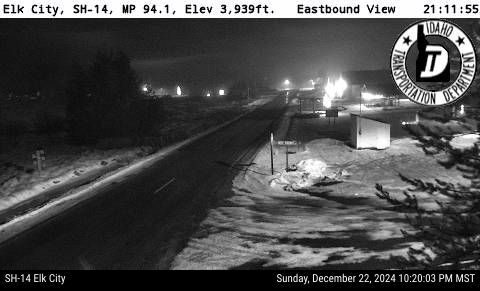 Elk City, SH-14, MP 94.1, Elev 3,939ft. Eastbound View 21:11:55
IDAHO
TRANSPORTATION DEPARTMENT
SH-14 Elk City
Sunday, December 22, 2024 10:20:03 PM MST